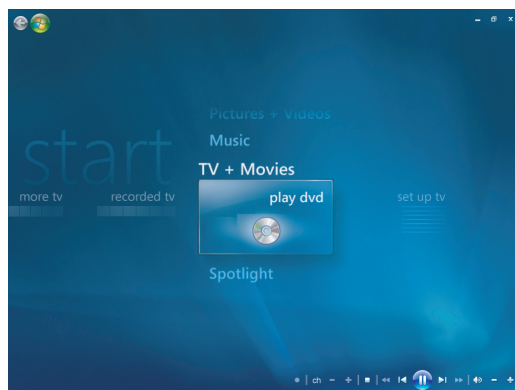 Pictures + Videos
start
Music
TV + Movies
more tv recorded tv play dvd set up tv
Spotlight
ch